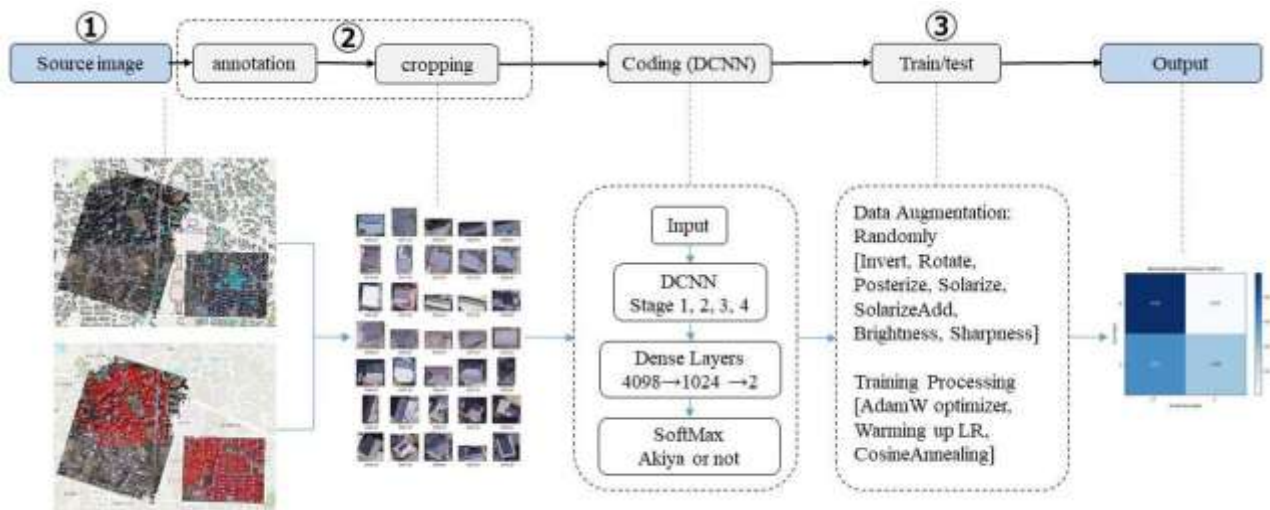 ① ② ③
Source image
annotation
cropping
Coding (DCNN)
Train/test
Output
Input
DCNN
Stage 1, 2, 3, 4
Dense Layers
4098→1024 →2
SoftMax
Akiya or not
Data Augmentation:
Randomly
[Invert, Rotate,
Posterize, Solarize,
SolarizeAdd,
Brightness, Sharpness]
Training Processing
[AdamW optimizer,
Warming up LR,
CosineAnnealing]